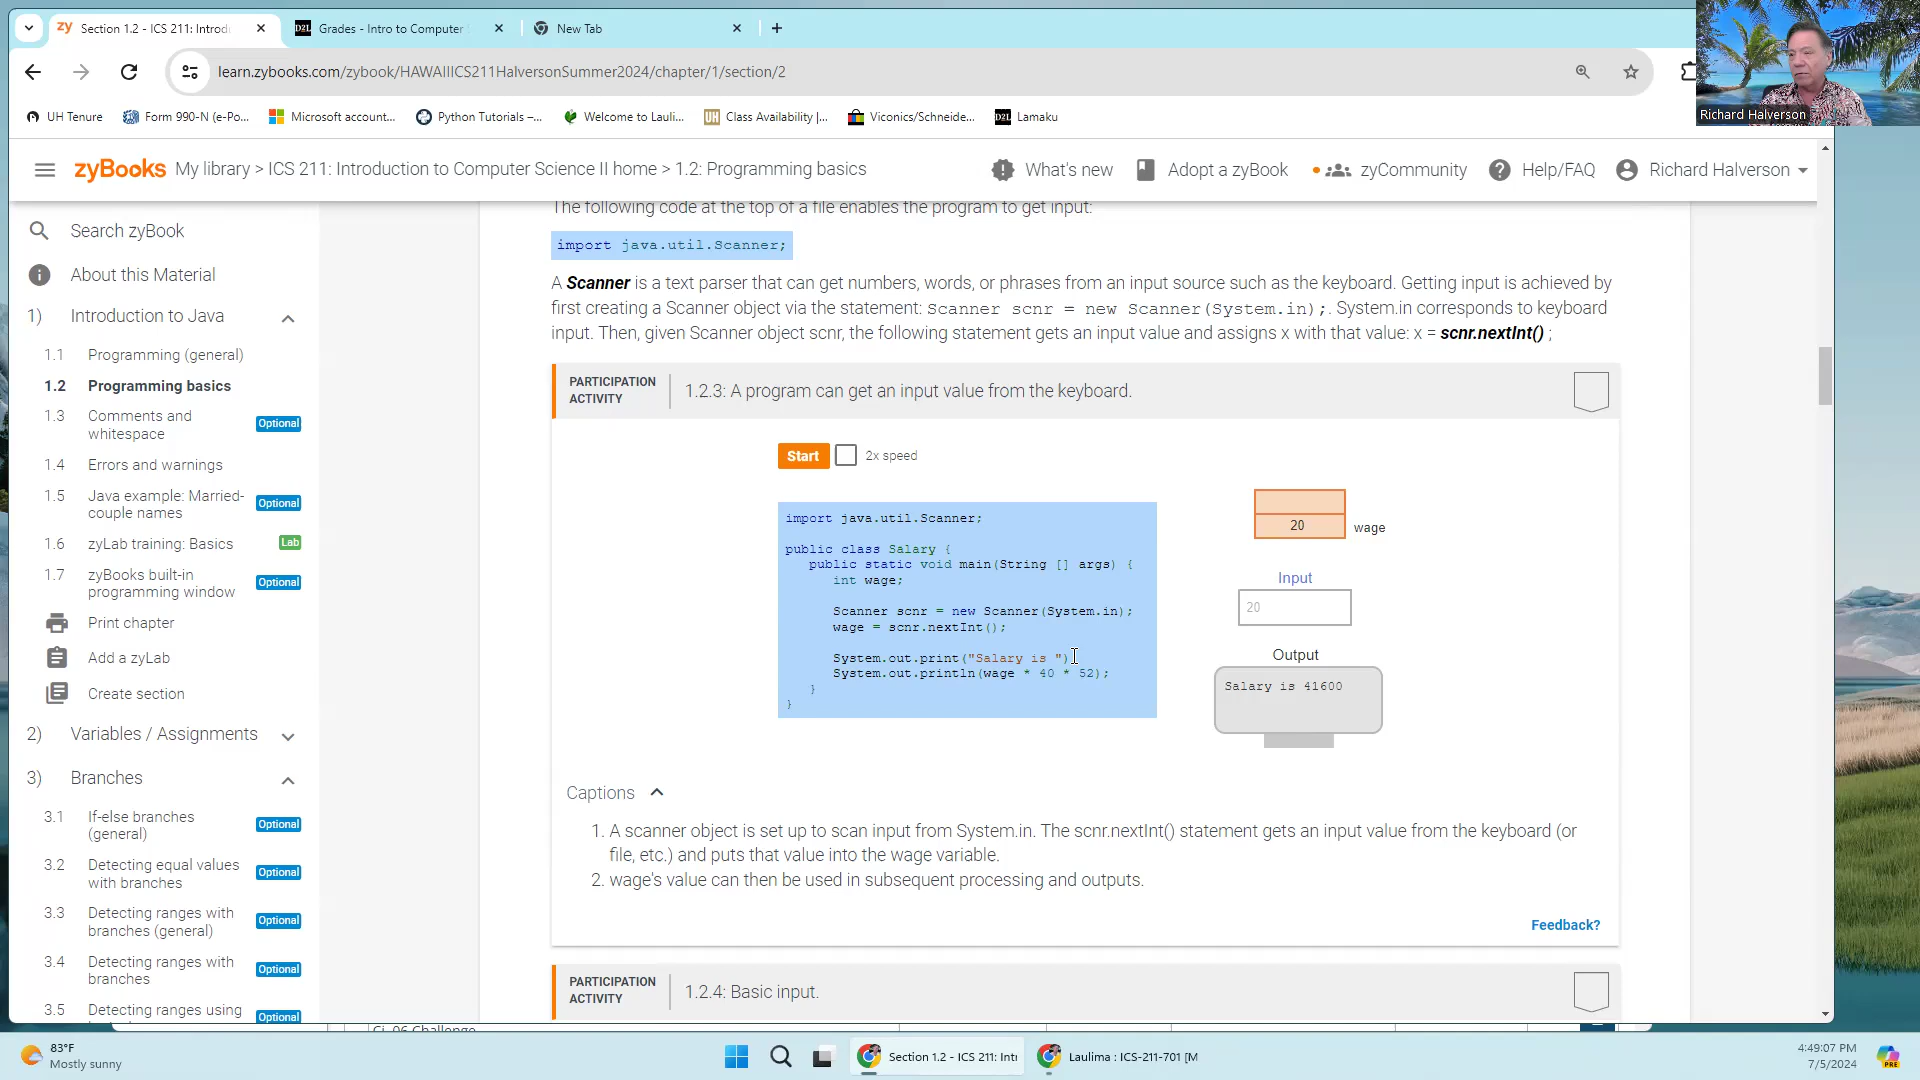 zy Section 1.2 - ICS 211: Introd
D2L Grades - Intro to Computer
New Tab
learn.zybooks.com/zybook/HAWAIIICS211HalversonSummer2024/chapter/1/section/2
UH Tenure
Form 990-N (e-Po...
Microsoft account...
Python Tutorials –...
Welcome to Lauli...
UH Class Availability |...
Viconics/Schneide...
D2L Lamaku
Richard Halverson
zyBooks My library > ICS 211: Introduction to Computer Science II home > 1.2: Programming basics
What's new
Adopt a zyBook
zyCommunity
Help/FAQ
Richard Halverson
Search zyBook
About this Material
1) Introduction to Java
1.1 Programming (general)
1.2 Programming basics
1.3 Comments and
whitespace
Optional
1.4 Errors and warnings
1.5 Java example: Married-
couple names
Optional
1.6 zyLab training: Basics Lab
1.7 zyBooks built-in
programming window
Optional
Print chapter
Add a zyLab
Create section
2) Variables / Assignments
3) Branches
3.1 If-else branches
(general)
Optional
3.2 Detecting equal values
with branches
Optional
3.3 Detecting ranges with
branches (general)
Optional
3.4 Detecting ranges with
branches
Optional
3.5 Detecting ranges using
Optional
The following code at the top of a file enables the program to get input:
import java.util.Scanner;
A Scanner is a text parser that can get numbers, words, or phrases from an input source such as the keyboard. Getting input is achieved by
first creating a Scanner object via the statement: Scanner scnr = new Scanner(System.in);. System.in corresponds to keyboard
input. Then, given Scanner object scnr, the following statement gets an input value and assigns x with that value: x = scnr.nextInt() ;
PARTICIPATION
ACTIVITY
1.2.3: A program can get an input value from the keyboard.
Start
2x speed
import java.util.Scanner;
public class Salary {
public static void main(String [] args) {
int wage;
Scanner scnr = new Scanner(System.in);
wage = scnr.nextInt();
System.out.print("Salary is ")
System.out.println(wage * 40 * 52);
}
}
20
wage
Input
20
Output
Salary is 41600
Captions
1. A scanner object is set up to scan input from System.in. The scnr.nextInt() statement gets an input value from the keyboard (or
file, etc.) and puts that value into the wage variable.
2. wage's value can then be used in subsequent processing and outputs.
Feedback?
PARTICIPATION
ACTIVITY
1.2.4: Basic input.
83°F
Mostly sunny
Section 1.2 - ICS 211: Intr
Laulima : ICS-211-701 [M
4:49:07 PM
7/5/2024
PRE